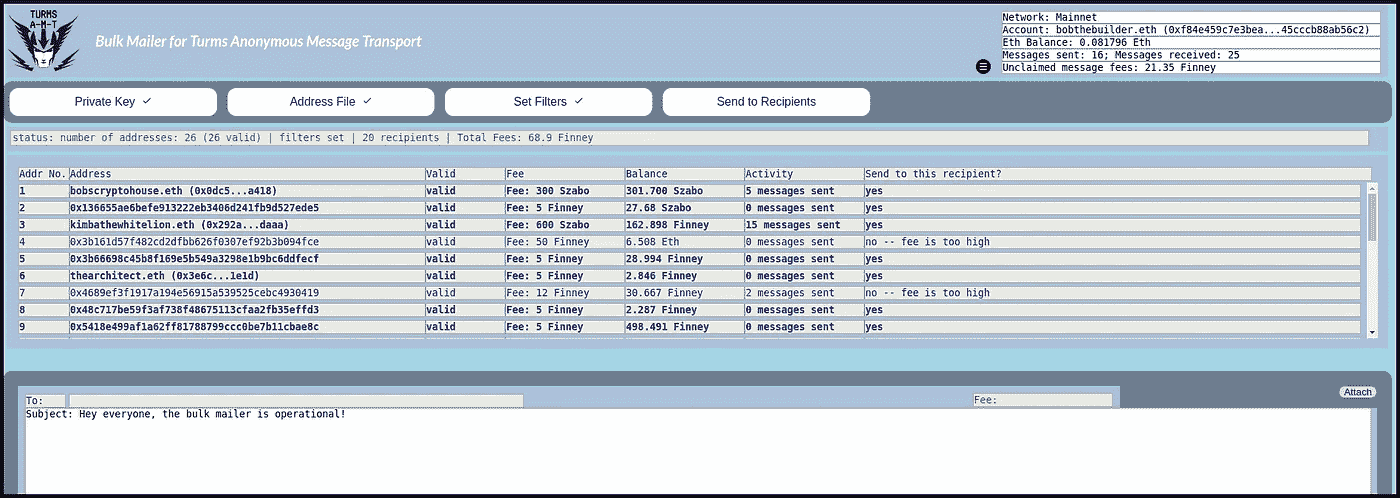 TURMS
A-M-T
Bulk Mailer for Turms Anonymous Message Transport
Network: Mainnet
Account: bobthebuilder.eth (0xf84e459c7e3bea...45cccb88ab56c2)
Eth Balance: 0.081796 Eth
Messages sent: 16; Messages received: 25
Unclaimed message fees: 21.35 Finney
Private Key ✓ Address File ✓ Set Filters ✓ Send to Recipients
status: number of addresses: 26 (26 valid) | filters set | 20 recipients | Total Fees: 68.9 Finney
Addr No. Address Valid Fee Balance Activity Send to this recipient?
1 bobscryptohouse.eth (0x0dc5...a418) valid Fee: 300 Szabo 301.700 Szabo 5 messages sent yes
2 0x136655ae6befe913222eb3406d241fb9d527ede5 valid Fee: 5 Finney 27.68 Szabo 0 messages sent yes
3 kimbathewhitelion.eth (0x292a...daaa) valid Fee: 600 Szabo 162.898 Finney 15 messages sent yes
4 0x3b161d57f482cd2dfbb626f0307ef92b3b094fce valid Fee: 50 Finney 6.508 Eth 0 messages sent no -- fee is too high
5 0x3b66698c45b8f169e5b549a3298e1b9bc6ddfecf valid Fee: 5 Finney 28.994 Finney 0 messages sent yes
6 thearchitect.eth (0x3e6c...1e1d) valid Fee: 5 Finney 2.846 Finney 0 messages sent yes
7 0x4689ef3f1917a194e56915a539525cebc4930419 valid Fee: 12 Finney 30.667 Finney 2 messages sent no -- fee is too high
8 0x48c717be59f3af738f48675113cfaa2fb35effd3 valid Fee: 5 Finney 2.287 Finney 0 messages sent yes
9 0x5418e499af1a62ff81788799ccc0be7b11cbae8c valid Fee: 5 Finney 498.491 Finney 0 messages sent yes
Attach
To: Fee:
Subject: Hey everyone, the bulk mailer is operational!